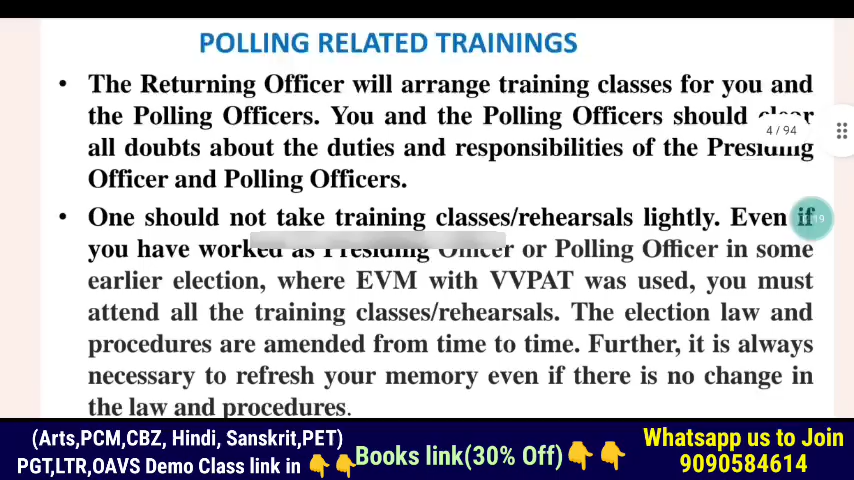 POLLING RELATED TRAININGS
• The Returning Officer will arrange training classes for you and
the Polling Officers. You and the Polling Officers should clear
4/94
all doubts about the duties and responsibilities of the Presiding
Officer and Polling Officers.
• One should not take training classes/rehearsals lightly. Even if
you have worked as Presiding Officer or Polling Officer in some
earlier election, where EVM with VVPAT was used, you must
attend all the training classes/rehearsals. The election law and
procedures are amended from time to time. Further, it is always
necessary to refresh your memory even if there is no change in
the law and procedures.
(Arts,PCM,CBZ, Hindi, Sanskrit,PET)
PGT,LTR,OAVS Demo Class link in 👇👇
Books link(30% Off)👇👇
Whatsapp us to Join
9090584614